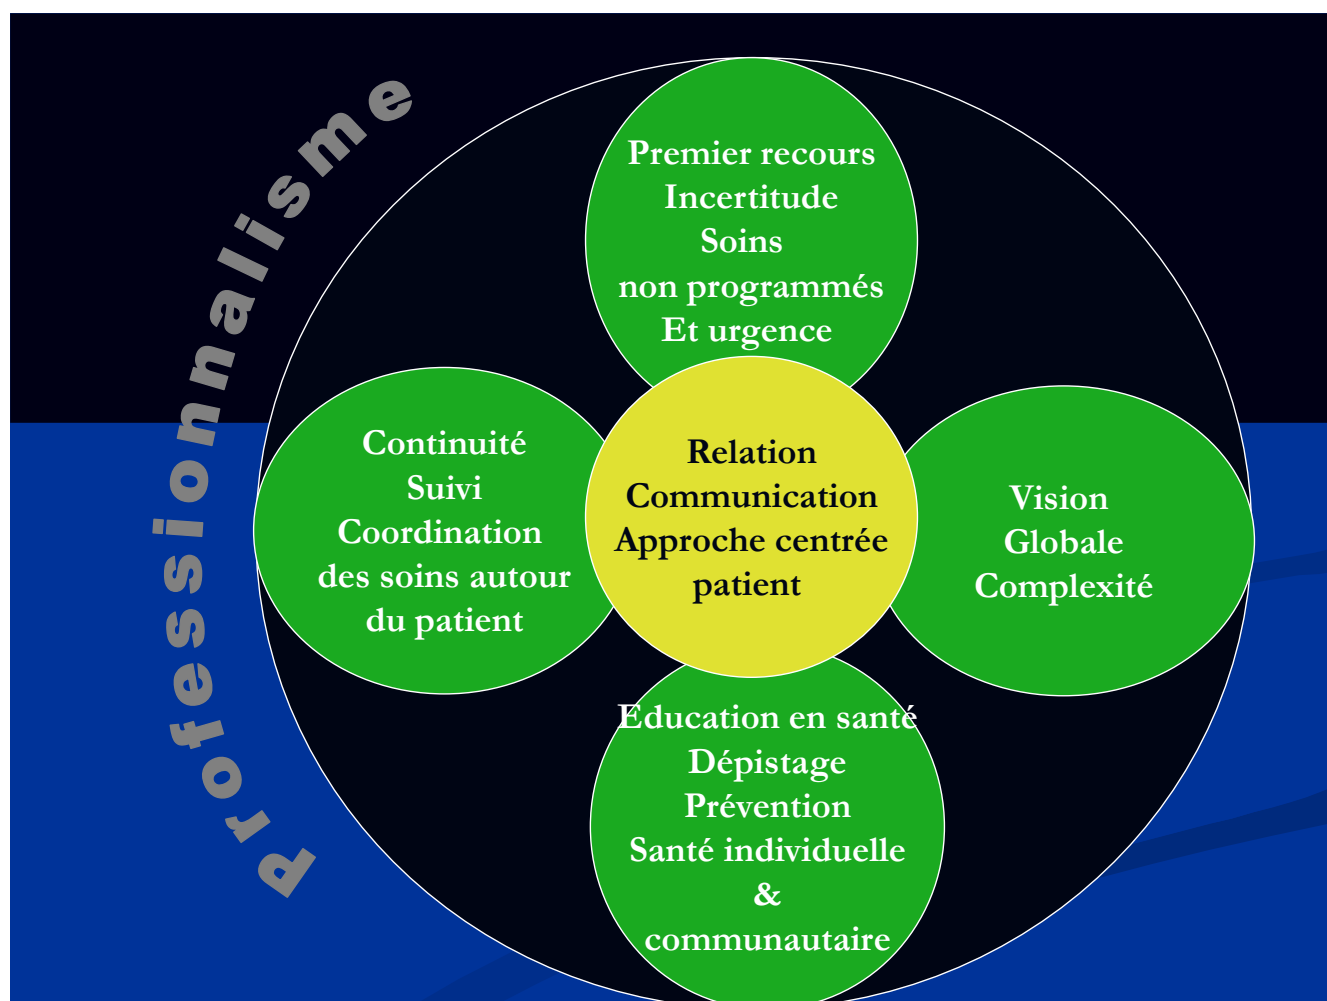 Professionnalisme
Premier recours
Incertitude
Soins
non programmés
Et urgence
Continuité
Suivi
Coordination
des soins autour
du patient
Relation
Communication
Approche centrée
patient
Vision
Globale
Complexité
Education en santé
Dépistage
Prévention
Santé individuelle
&
communautaire